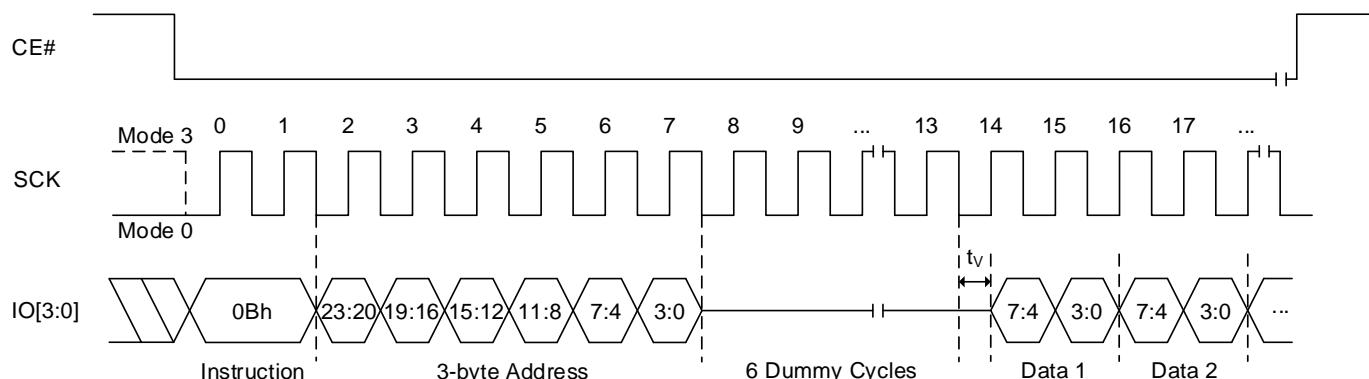 CE#
0 1 2 3 4 5 6 7 8 9 ... 13 14 15 16 17 ...
Mode 3
SCK
Mode 0
tV
IO[3:0] 0Bh 23:20 19:16 15:12 11:8 7:4 3:0 7:4 3:0 7:4 3:0 ...
Instruction 3-byte Address 6 Dummy Cycles Data 1 Data 2